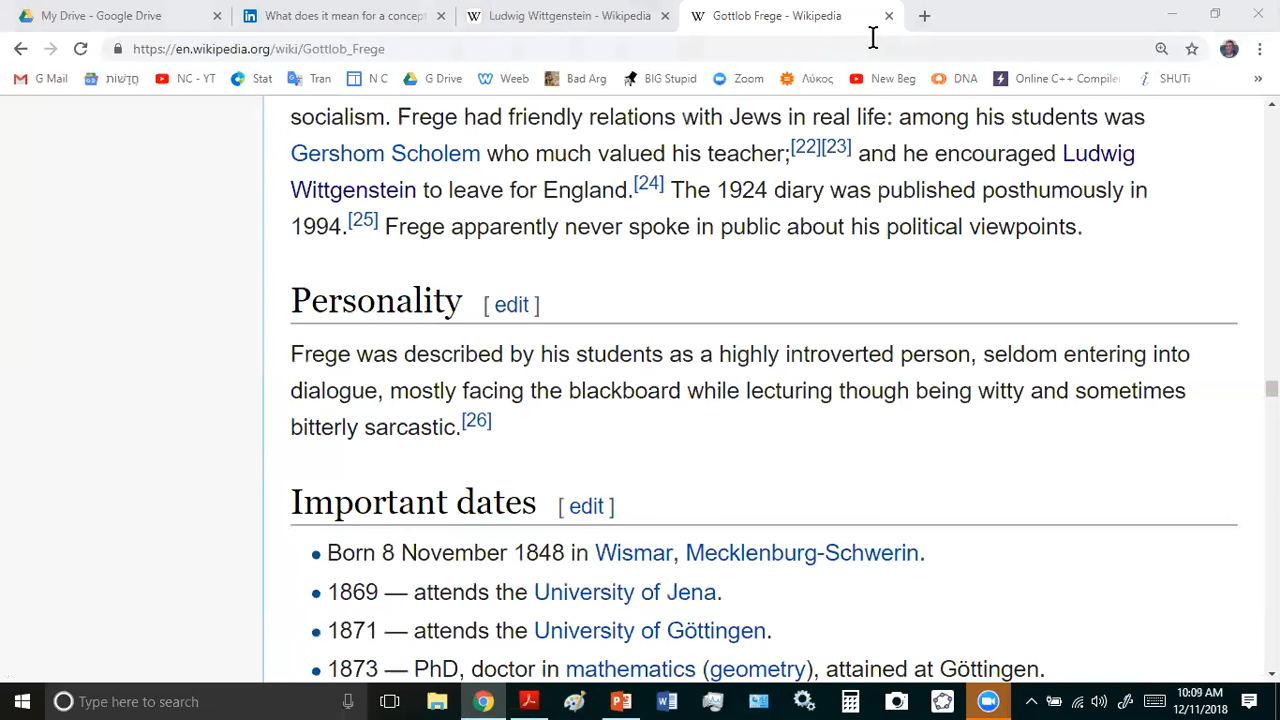 My Drive - Google Drive
What does it mean for a concept
Ludwig Wittgenstein - Wikipedia
Gottlob Frege - Wikipedia
https://en.wikipedia.org/wiki/Gottlob_Frege
G Mail חֲדָשׁוֹת NC - YT Stat Tran N C G Drive Weeb Bad Arg BIG Stupid Zoom Λύκος New Beg DNA Online C++ Compiler SHUTi »
socialism. Frege had friendly relations with Jews in real life: among his students was
Gershom Scholem who much valued his teacher;[22][23] and he encouraged Ludwig
Wittgenstein to leave for England.[24] The 1924 diary was published posthumously in
1994.[25] Frege apparently never spoke in public about his political viewpoints.
Personality [ edit ]
Frege was described by his students as a highly introverted person, seldom entering into
dialogue, mostly facing the blackboard while lecturing though being witty and sometimes
bitterly sarcastic.[26]
Important dates [ edit ]
• Born 8 November 1848 in Wismar, Mecklenburg-Schwerin.
• 1869 — attends the University of Jena.
• 1871 — attends the University of Göttingen.
• 1873 — PhD, doctor in mathematics (geometry), attained at Göttingen.
Type here to search
10:09 AM
12/11/2018